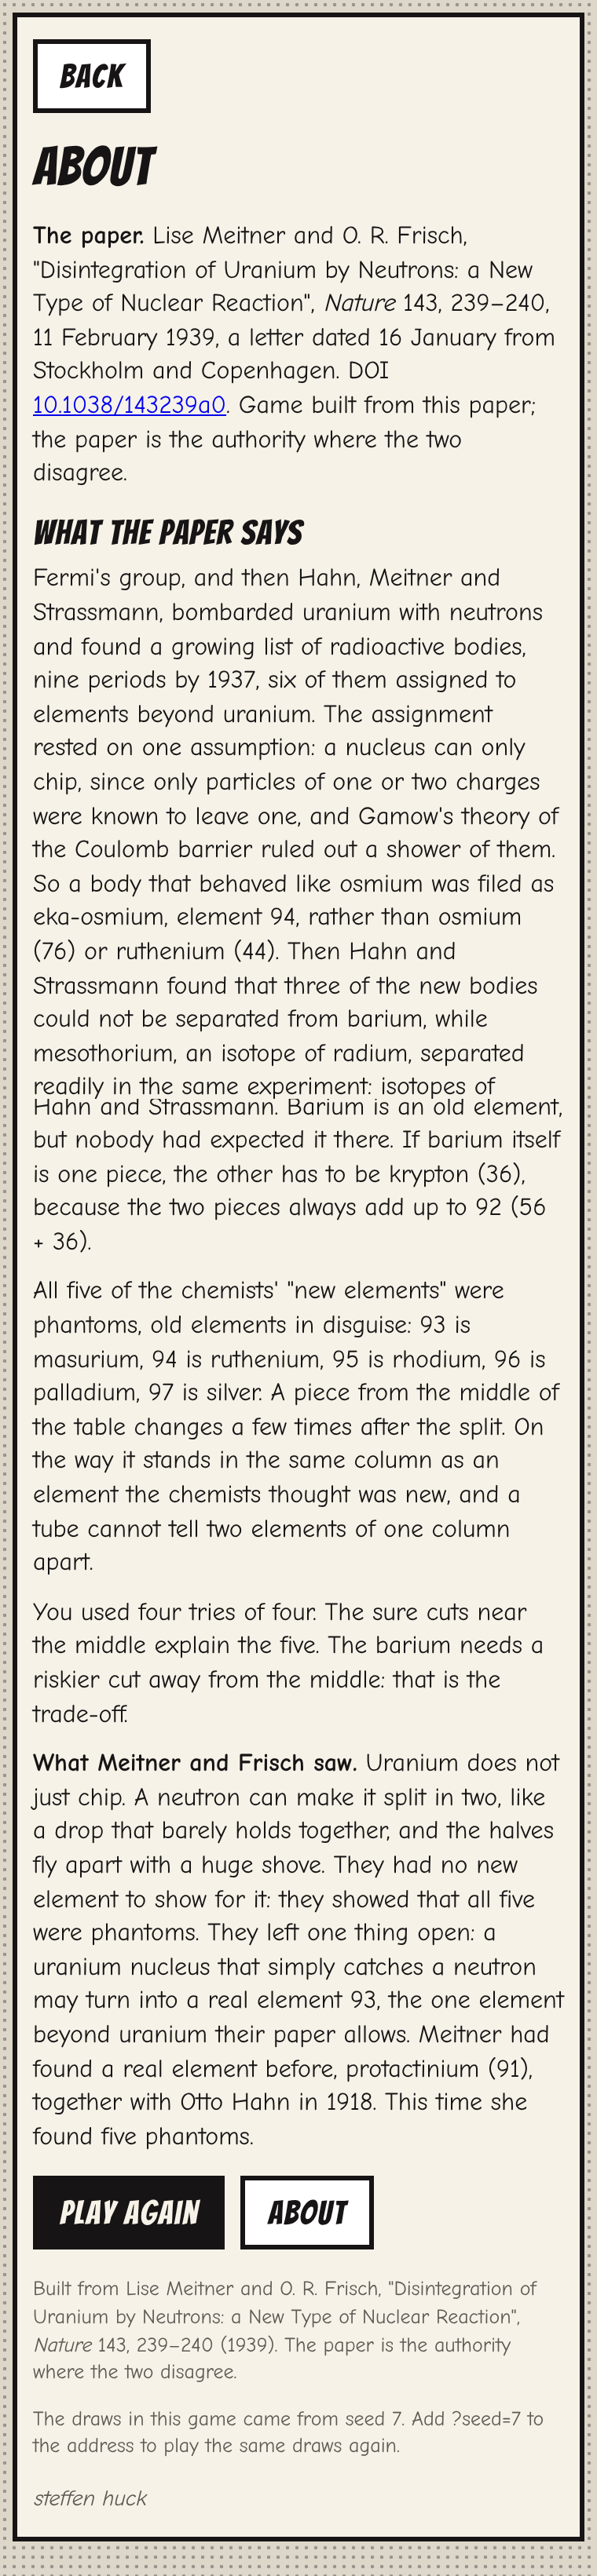 BACK
ABOUT
The paper. Lise Meitner and O. R. Frisch,
"Disintegration of Uranium by Neutrons: a New
Type of Nuclear Reaction", Nature 143, 239–240,
11 February 1939, a letter dated 16 January from
Stockholm and Copenhagen. DOI
10.1038/143239a0. Game built from this paper;
the paper is the authority where the two
disagree.
WHAT THE PAPER SAYS
Fermi's group, and then Hahn, Meitner and
Strassmann, bombarded uranium with neutrons
and found a growing list of radioactive bodies,
nine periods by 1937, six of them assigned to
elements beyond uranium. The assignment
rested on one assumption: a nucleus can only
chip, since only particles of one or two charges
were known to leave one, and Gamow's theory of
the Coulomb barrier ruled out a shower of them.
So a body that behaved like osmium was filed as
eka-osmium, element 94, rather than osmium
(76) or ruthenium (44). Then Hahn and
Strassmann found that three of the new bodies
could not be separated from barium, while
mesothorium, an isotope of radium, separated
readily in the same experiment: isotopes of
Hahn and Strassmann. Barium is an old element,
but nobody had expected it there. If barium itself
is one piece, the other has to be krypton (36),
because the two pieces always add up to 92 (56
+ 36).
All five of the chemists' "new elements" were
phantoms, old elements in disguise: 93 is
masurium, 94 is ruthenium, 95 is rhodium, 96 is
palladium, 97 is silver. A piece from the middle of
the table changes a few times after the split. On
the way it stands in the same column as an
element the chemists thought was new, and a
tube cannot tell two elements of one column
apart.
You used four tries of four. The sure cuts near
the middle explain the five. The barium needs a
riskier cut away from the middle: that is the
trade-off.
What Meitner and Frisch saw. Uranium does not
just chip. A neutron can make it split in two, like
a drop that barely holds together, and the halves
fly apart with a huge shove. They had no new
element to show for it: they showed that all five
were phantoms. They left one thing open: a
uranium nucleus that simply catches a neutron
may turn into a real element 93, the one element
beyond uranium their paper allows. Meitner had
found a real element before, protactinium (91),
together with Otto Hahn in 1918. This time she
found five phantoms.
PLAY AGAIN
ABOUT
Built from Lise Meitner and O. R. Frisch, "Disintegration of
Uranium by Neutrons: a New Type of Nuclear Reaction",
Nature 143, 239–240 (1939). The paper is the authority
where the two disagree.
The draws in this game came from seed 7. Add ?seed=7 to
the address to play the same draws again.
steffen huck